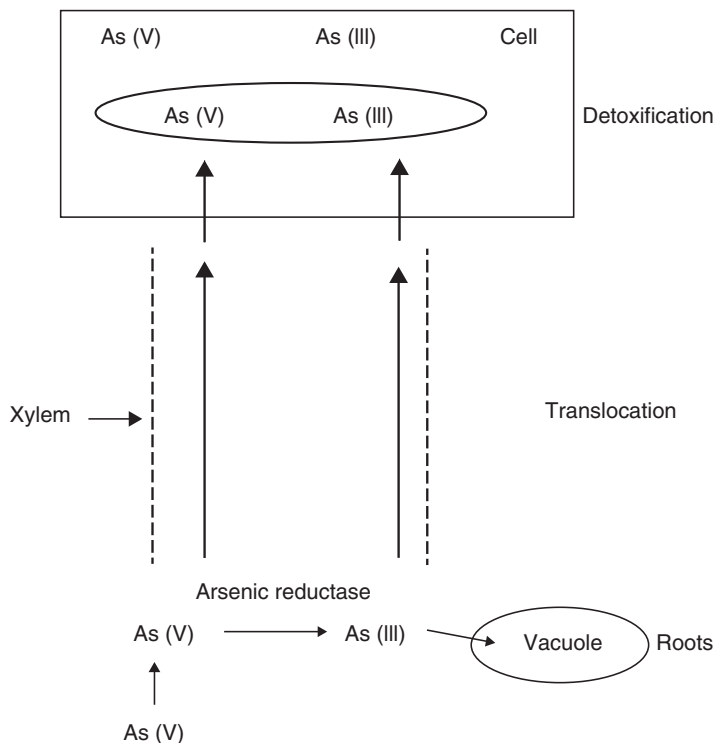 As (V) As (III) Cell
As (V) As (III)
Detoxification
Xylem
Translocation
Arsenic reductase
As (V) As (III) Vacuole Roots
As (V)